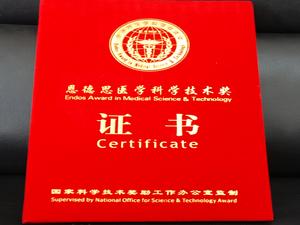 恩德思医学科学技术奖
Endos Award in Medical Science & Technology
证书
Certificate
国家科学技术奖励工作办公室监制
Supervised by National Office for Science & Technology Award